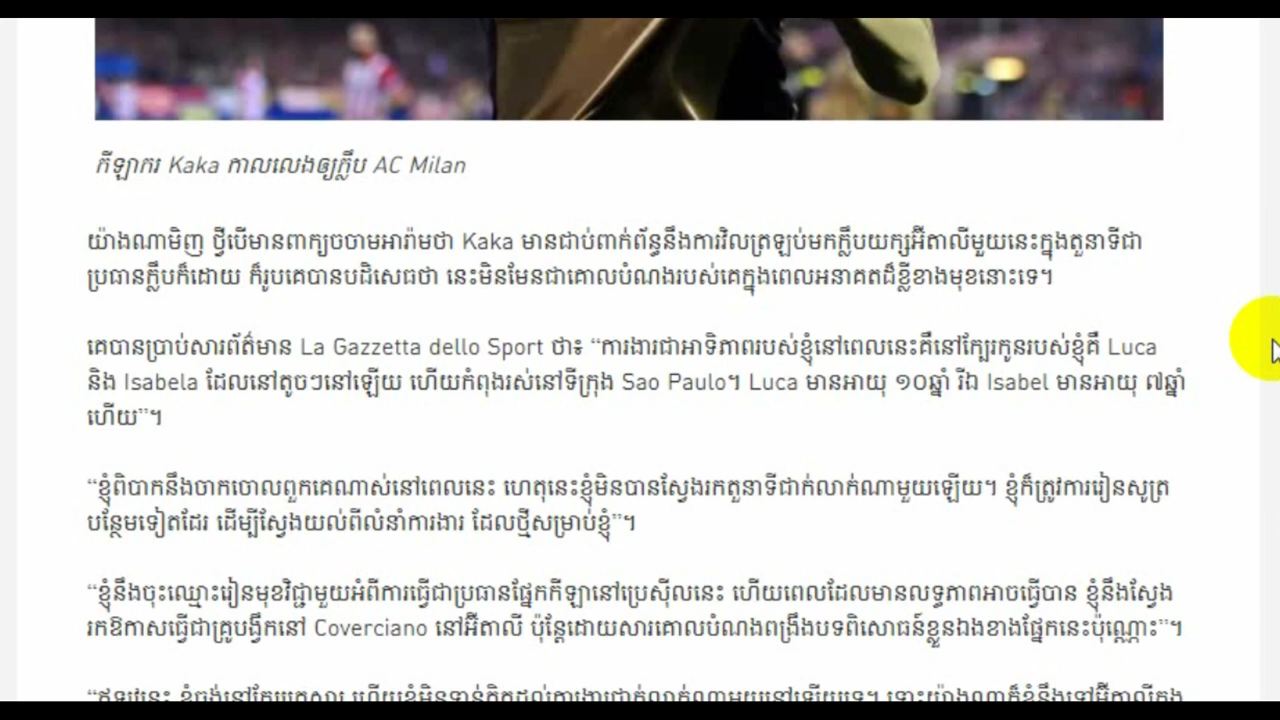 កីឡាករ Kaka កាលលេងឲ្យក្លឹប AC Milan
យ៉ាងណាមិញ ថ្វីបើមានពាក្យចចាមអារ៉ាមថា Kaka មានជាប់ពាក់ព័ន្ធនឹងការវិលត្រឡប់មកក្លឹបយក្សអ៊ីតាលីមួយនេះក្នុងតួនាទីជា
ប្រធានក្លឹបក៏ដោយ ក៏រូបគេបានបដិសេធថា នេះមិនមែនជាគោលបំណងរបស់គេក្នុងពេលអនាគតដ៏ខ្លីខាងមុខនោះទេ។
គេបានប្រាប់សារព័ត៌មាន La Gazzetta dello Sport ថា៖ “ការងារជាអាទិភាពរបស់ខ្ញុំនៅពេលនេះគឺនៅក្បែរកូនរបស់ខ្ញុំគឺ Luca
និង Isabela ដែលនៅតូចៗនៅឡើយ ហើយកំពុងរស់នៅទីក្រុង Sao Paulo។ Luca មានអាយុ ១០ឆ្នាំ រីឯ Isabel មានអាយុ ៧ឆ្នាំ
ហើយ”។
“ខ្ញុំពិបាកនឹងចាកចោលពួកគេណាស់នៅពេលនេះ ហេតុនេះខ្ញុំមិនបានស្វែងរកតួនាទីជាក់លាក់ណាមួយឡើយ។ ខ្ញុំក៏ត្រូវការរៀនសូត្រ
បន្ថែមទៀតដែរ ដើម្បីស្វែងយល់ពីលំនាំការងារ ដែលថ្មីសម្រាប់ខ្ញុំ”។
“ខ្ញុំនឹងចុះឈ្មោះរៀនមុខវិជ្ជាមួយអំពីការធ្វើជាប្រធានផ្នែកកីឡានៅប្រេស៊ីលនេះ ហើយពេលដែលមានលទ្ធភាពអាចធ្វើបាន ខ្ញុំនឹងស្វែង
រកឱកាសធ្វើជាគ្រូបង្វឹកនៅ Coverciano នៅអ៊ីតាលី ប៉ុន្តែដោយសារគោលបំណងពង្រឹងបទពិសោធន៍ខ្លួនឯងខាងផ្នែកនេះប៉ុណ្ណោះ”។